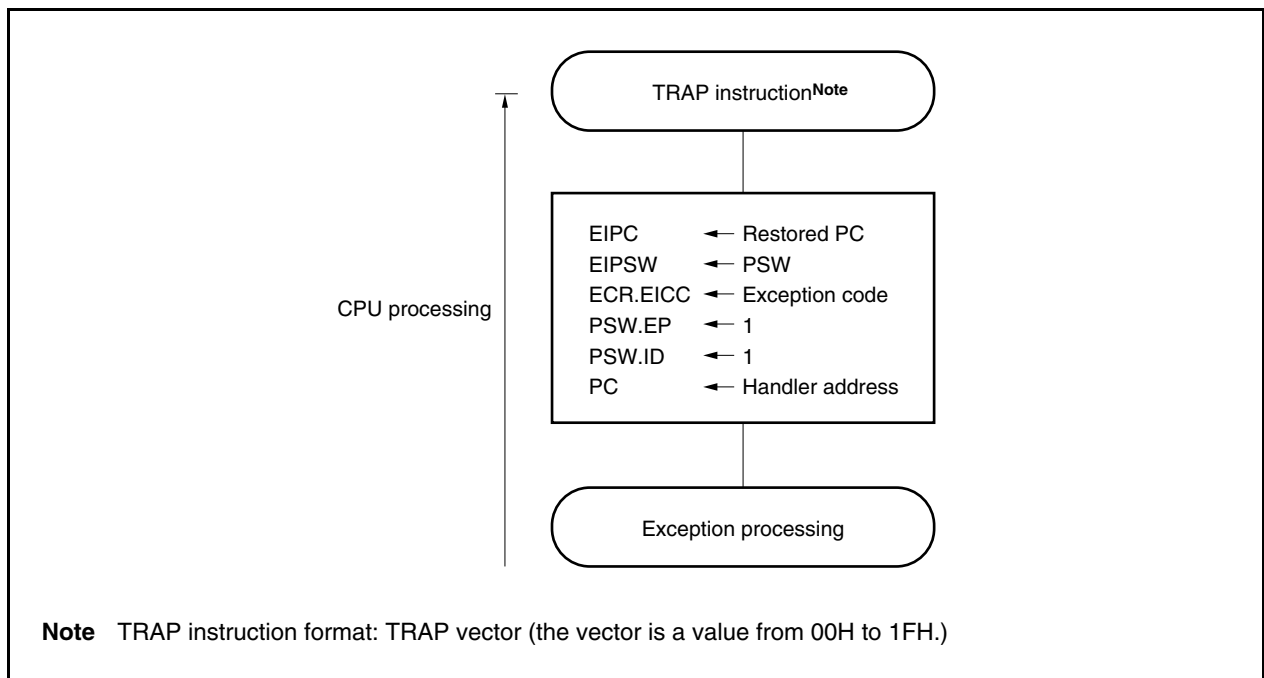 TRAP instructionNote
CPU processing
EIPC ← Restored PC
EIPSW ← PSW
ECR.EICC ← Exception code
PSW.EP ← 1
PSW.ID ← 1
PC ← Handler address
Exception processing
Note TRAP instruction format: TRAP vector (the vector is a value from 00H to 1FH.)